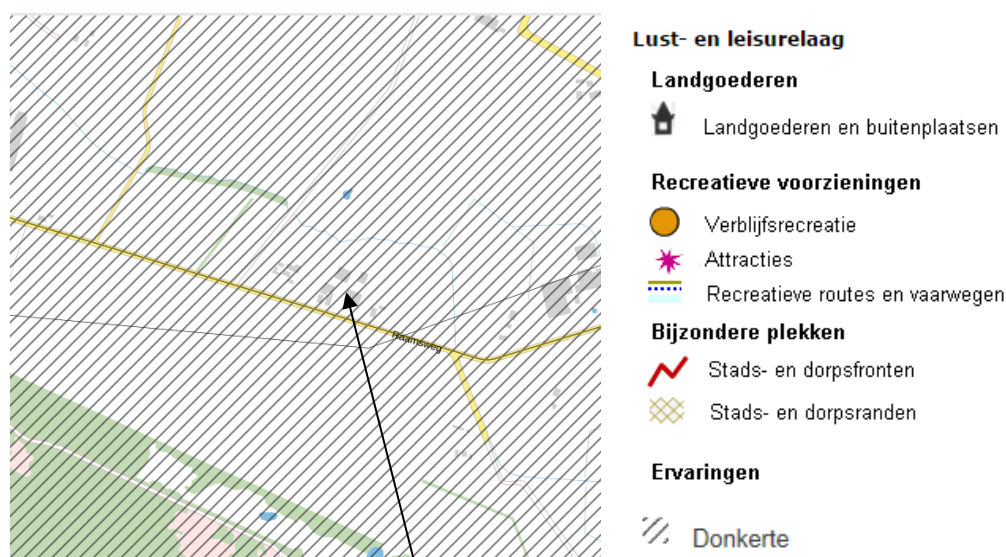 Raamsweg
Lust- en leisurelaag
Landgoederen
Landgoederen en buitenplaatsen
Recreatieve voorzieningen
Verblijfsrecreatie
Attracties
Recreatieve routes en vaarwegen
Bijzondere plekken
Stads- en dorpsfronten
Stads- en dorpsranden
Ervaringen
Donkerte